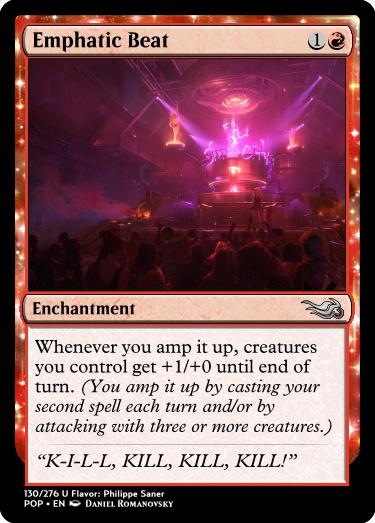 Emphatic Beat 1
Enchantment
Whenever you amp it up, creatures
you control get +1/+0 until end of
turn. (You amp it up by casting your
second spell each turn and/or by
attacking with three or more creatures.)
“K-I-L-L, KILL, KILL, KILL!”
130/276 U Flavor: Philippe Saner
POP • EN Daniel Romanovsky